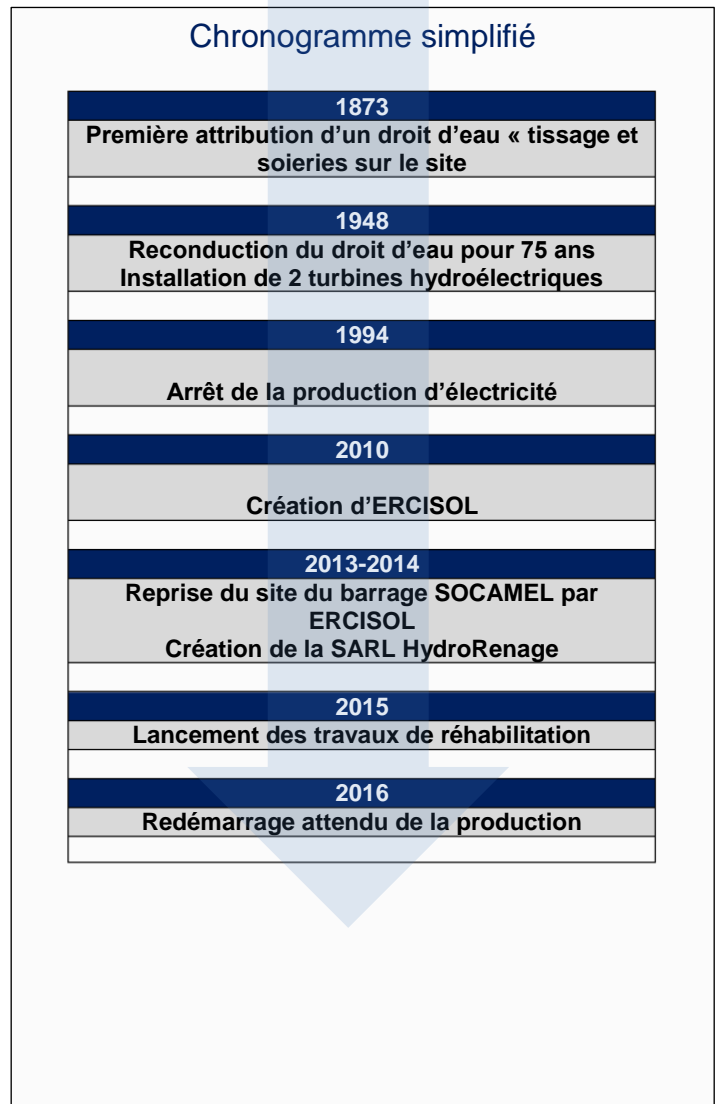 Chronogramme simplifié
1873
Première attribution d’un droit d’eau « tissage et
soieries sur le site
1948
Reconduction du droit d’eau pour 75 ans
Installation de 2 turbines hydroélectriques
1994
Arrêt de la production d’électricité
2010
Création d’ERCISOL
2013-2014
Reprise du site du barrage SOCAMEL par
ERCISOL
Création de la SARL HydroRenage
2015
Lancement des travaux de réhabilitation
2016
Redémarrage attendu de la production